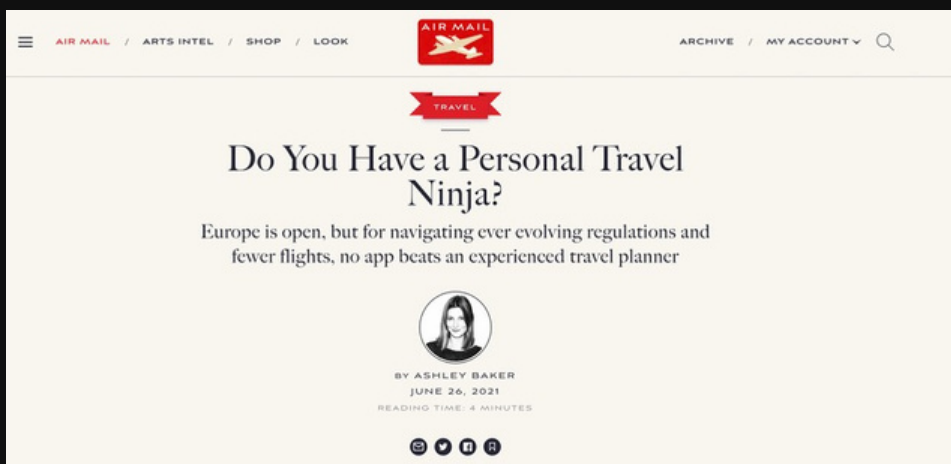 AIR MAIL / ARTS INTEL / SHOP / LOOK
AIR MAIL
ARCHIVE / MY ACCOUNT
TRAVEL
Do You Have a Personal Travel
Ninja?
Europe is open, but for navigating ever evolving regulations and
fewer flights, no app beats an experienced travel planner
BY ASHLEY BAKER
JUNE 26, 2021
READING TIME: 4 MINUTES